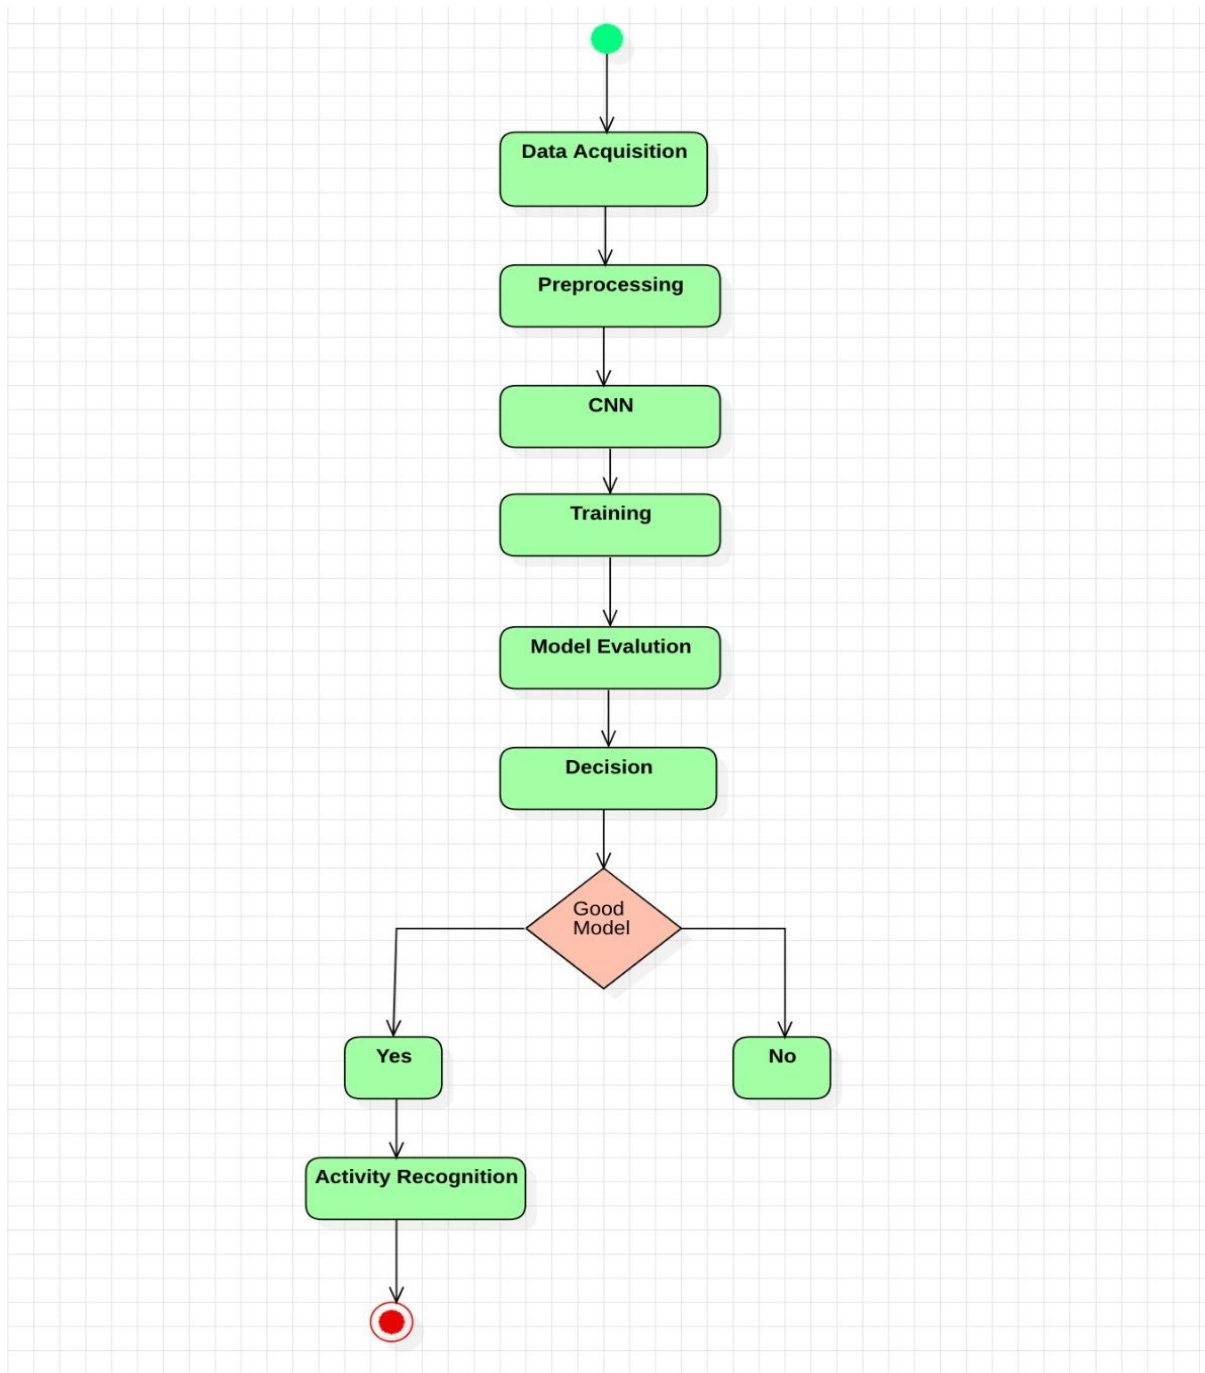 Data Acquisition
Preprocessing
CNN
Training
Model Evalution
Decision
Good
Model
Yes
No
Activity Recognition